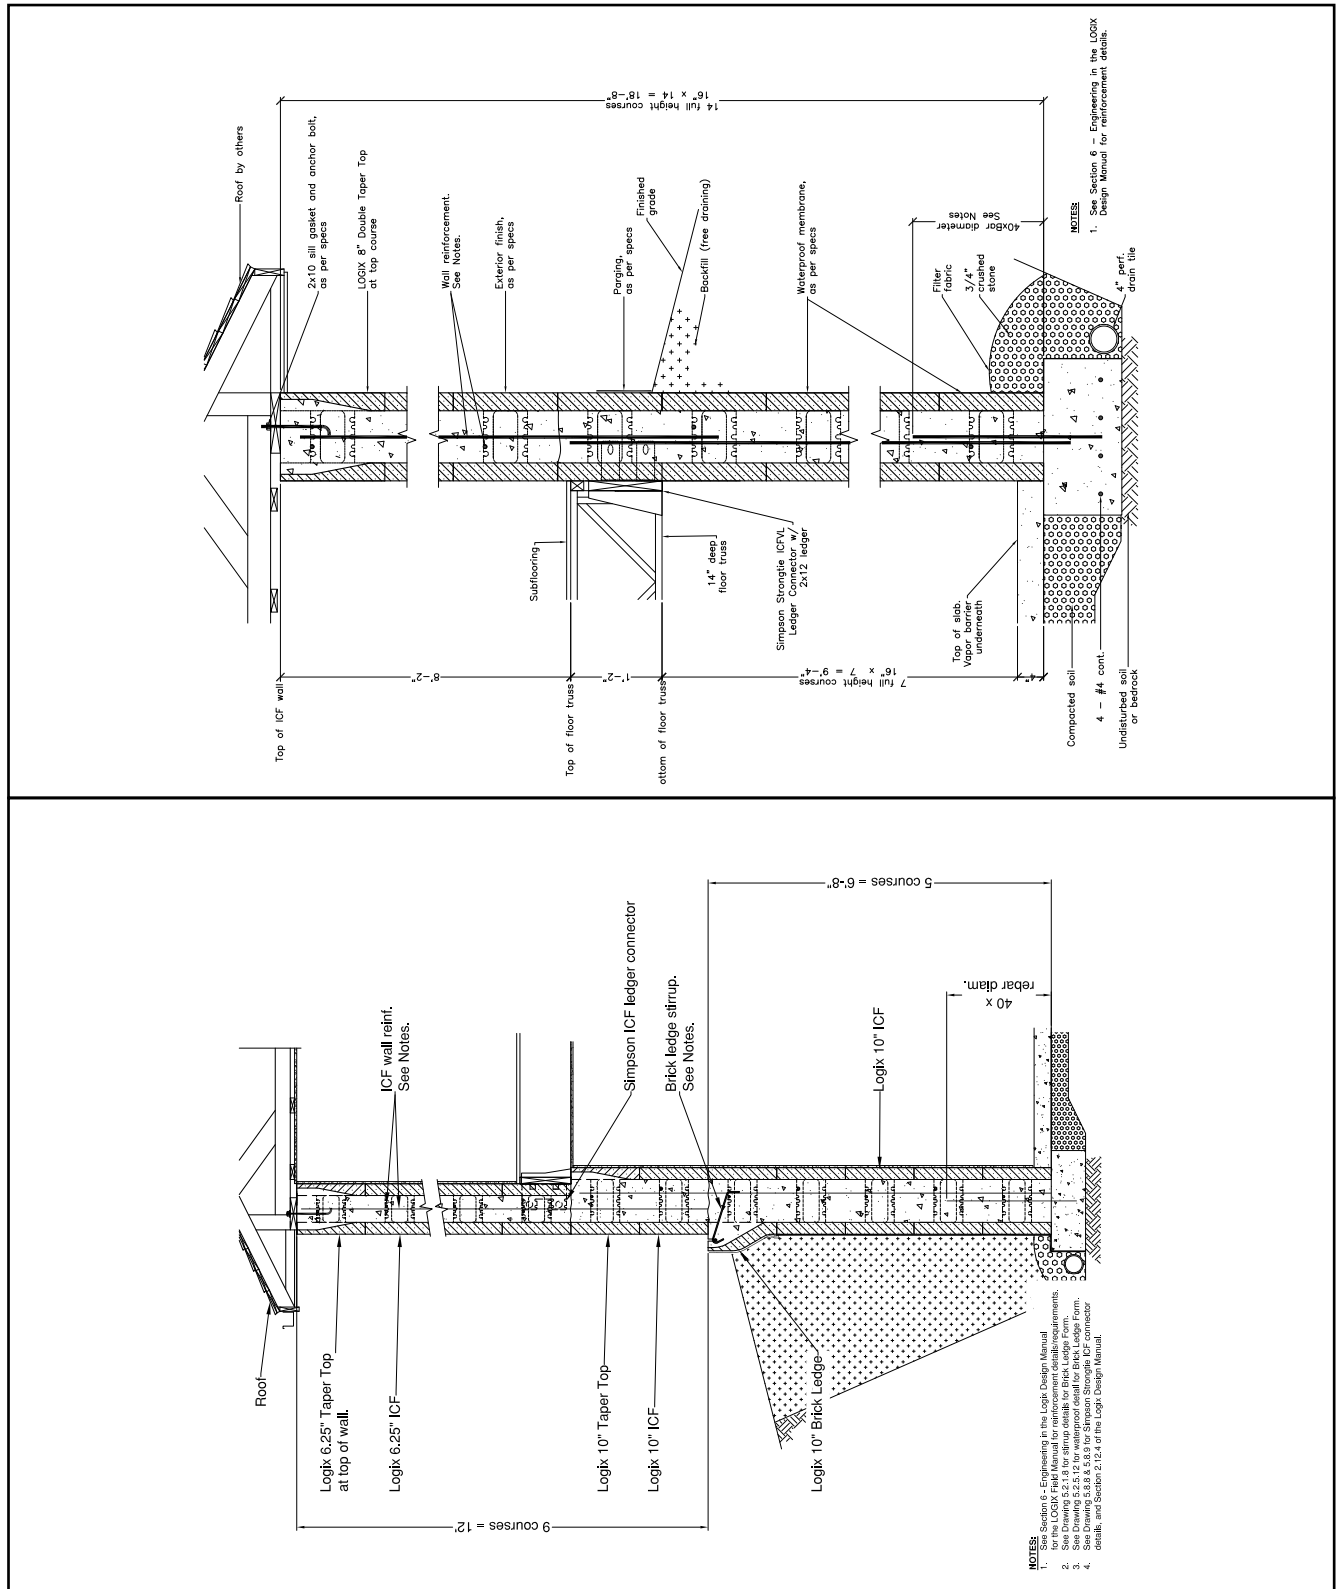 14 full height courses
16" x 14 = 18'-8"
Roof by others
2x10 sill gasket and anchor bolt,
as per specs
LOGIX 8" Double Taper Top
at top course
Wall reinforcement.
See Notes.
Exterior finish,
as per specs
Parging,
as per specs
Finished
grade
Backfill (free draining)
Waterproof membrane,
as per specs
40xBar diameter
See Notes
Filter
fabric
3/4"
crushed
stone
4" perf.
drain tile
NOTES:
1. See Section 6 - Engineering in the LOGIX
Design Manual for reinforcement details.
Subflooring
14" deep
floor truss
Simpson Strongtie ICFVL
Ledger Connector w/
2x12 ledger
Top of slab.
Vapor barrier
underneath
8'-2"
1'-2"
7 full height courses
16" x 7 = 9'-4"
4"
Top of ICF wall
Top of floor truss
ottom of floor truss
Compacted soil
4 - #4 cont.
Undisturbed soil
or bedrock
5 courses = 6'-8"
40 x
rebar diam.
ICF wall reinf.
See Notes.
Simpson ICF ledger connector
Brick ledge stirrup.
See Notes.
Logix 10" ICF
Roof
Logix 6.25" Taper Top
at top of wall.
Logix 6.25" ICF
Logix 10" Taper Top
Logix 10" ICF
Logix 10" Brick Ledge
9 courses = 12'
NOTES:
1. See Section 6 - Engineering in the Logix Design Manual
for the LOGIX Field Manual for reinforcement details/requirements.
2. See Drawing 5.2.1.8 for stirrup details for Brick Ledge Form.
3. See Drawing 5.2.5.12 for waterproof detail for Brick Ledge Form.
4. See Drawing 5.8.8 & 5.8.9 for Simpson Strongtie ICF connector
details, and Section 2.12.4 of the Logix Design Manual.